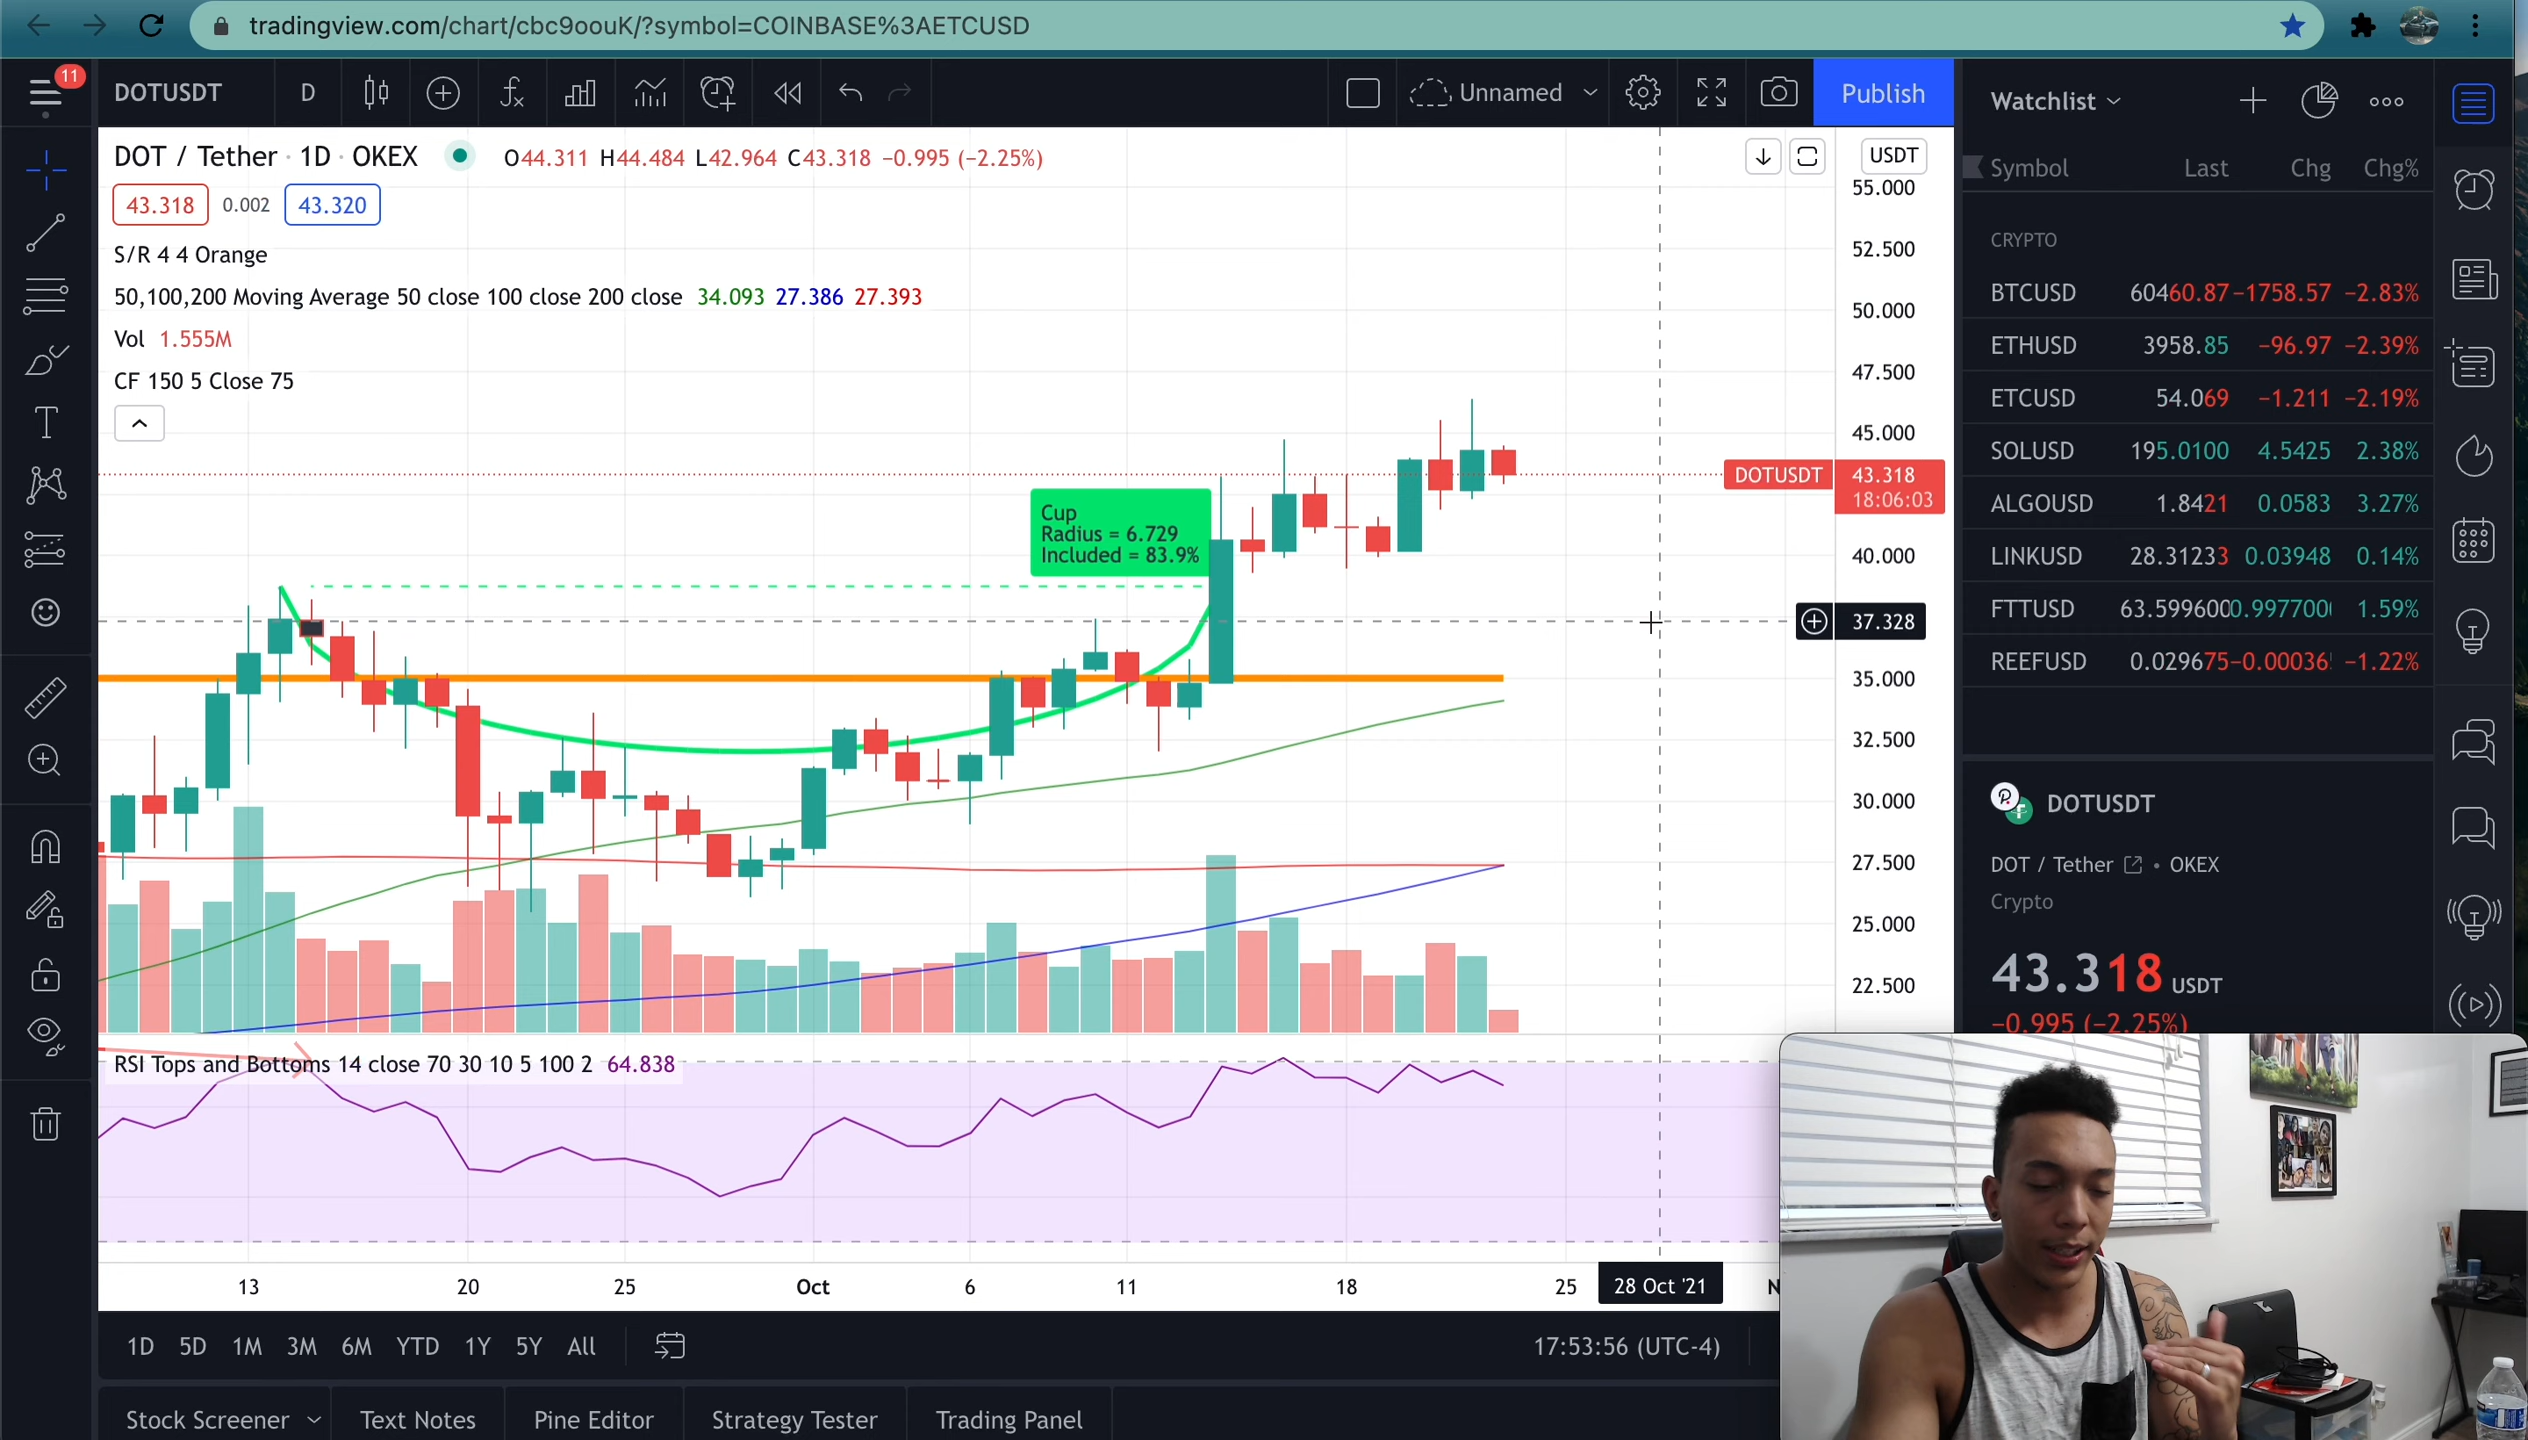 tradingview.com/chart/cbc9oouK/?symbol=COINBASE%3AETCUSD
11
DOTUSDT
D
Unnamed
Publish
Watchlist
DOT / Tether · 1D · OKEX
O44.311 H44.484 L42.964 C43.318 −0.995 (−2.25%)
43.318 0.002 43.320
S/R 4 4 Orange
50,100,200 Moving Average 50 close 100 close 200 close 34.093 27.386 27.393
Vol 1.555M
CF 150 5 Close 75
Cup
Radius = 6.729
Included = 83.9%
USDT
55.000
52.500
50.000
47.500
45.000
DOTUSDT 43.318
18:06:03
40.000
37.328
35.000
32.500
30.000
27.500
25.000
22.500
RSI Tops and Bottoms 14 close 70 30 10 5 100 2 64.838
13 20 25 Oct 6 11 18 25 28 Oct '21 N
1D 5D 1M 3M 6M YTD 1Y 5Y All
17:53:56 (UTC-4)
Stock Screener Text Notes Pine Editor Strategy Tester Trading Panel
Symbol Last Chg Chg%
CRYPTO
BTCUSD 60460.87 −1758.57 −2.83%
ETHUSD 3958.85 −96.97 −2.39%
ETCUSD 54.069 −1.211 −2.19%
SOLUSD 195.0100 4.5425 2.38%
ALGOUSD 1.8421 0.0583 3.27%
LINKUSD 28.31233 0.03948 0.14%
FTTUSD 63.599600 0.997700 1.59%
REEFUSD 0.029675 −0.00036 −1.22%
DOTUSDT
DOT / Tether • OKEX
Crypto
43.318 USDT
−0.995 (−2.25%)